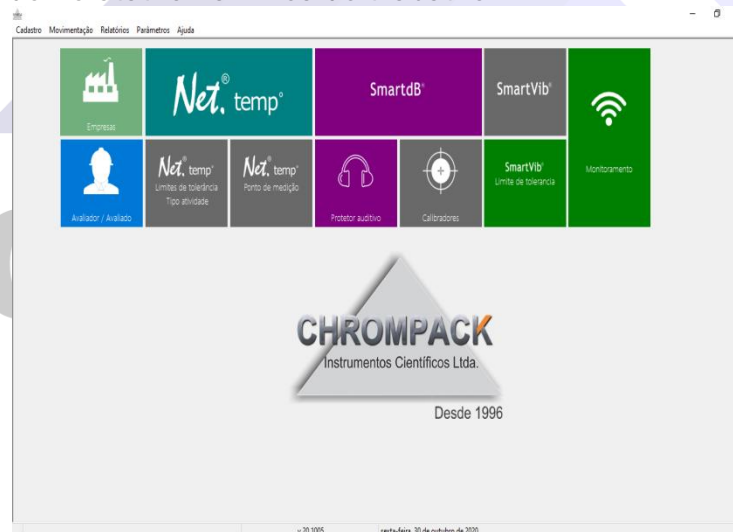 Cadastro Movimentação Relatórios Parâmetros Ajuda
Net.® temp°
SmartdB®
SmartVib®
Empresas
Net.® temp°
Limites de tolerância
Tipo atividade
Net.® temp°
Ponto de medição
SmartVib®
Limite de tolerancia
Monitoramento
Avaliador / Avaliado
Protetor auditivo
Calibradores
CHROMPACK
Instrumentos Científicos Ltda.
Desde 1996
v.20.1005 sexta-feira, 30 de outubro de 2020